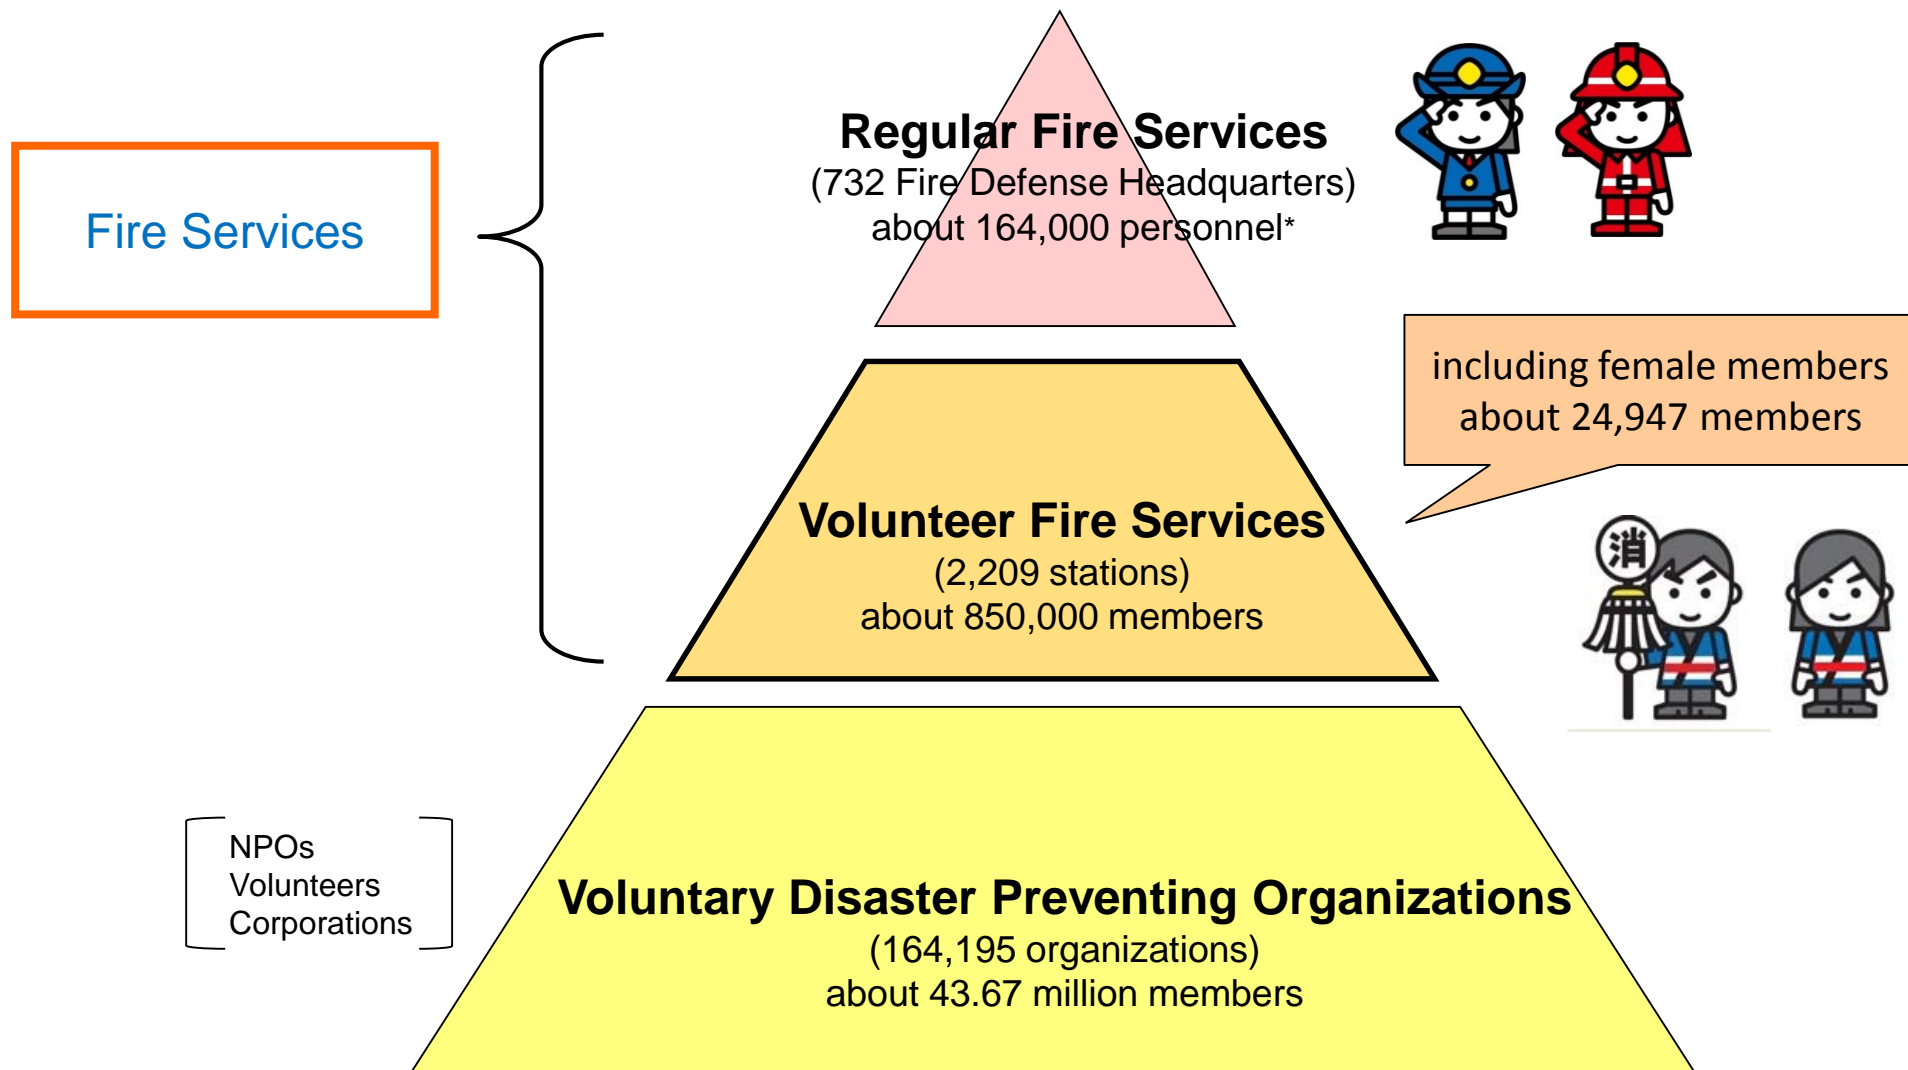 Fire Services
Regular Fire Services
(732 Fire Defense Headquarters)
about 164,000 personnel*
including female members
about 24,947 members
Volunteer Fire Services
(2,209 stations)
about 850,000 members
消
NPOs
Volunteers
Corporations
Voluntary Disaster Preventing Organizations
(164,195 organizations)
about 43.67 million members